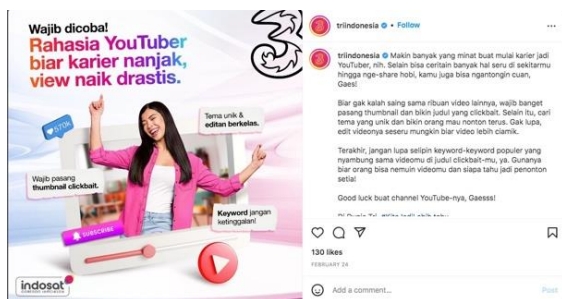 Wajib dicoba!
Rahasia YouTuber
biar karier nanjak,
view naik drastis.
3
570k
Tema unik &
editan berkelas.
Wajib pasang
thumbnail clickbait.
SUBSCRIBE
Keyword jangan
ketinggalan!
indosat
triindonesia • Follow
triindonesia Makin banyak yang minat buat mulai karier jadi
YouTuber, nih. Selain bisa ceritain banyak hal seru di sekitarmu
hingga nge-share hobi, kamu juga bisa ngantongin cuan,
Gaes!
Biar gak kalah saing sama ribuan video lainnya, wajib banget
pasang thumbnail dan bikin judul yang clickbait. Selain itu, cari
tema yang unik dan bikin orang mau nonton terus. Gak lupa,
edit videonya seseru mungkin biar video lebih ciamik.
Terakhir, jangan lupa selipin keyword-keyword populer yang
nyambung sama videomu di judul clickbait-mu, ya. Gunanya
biar orang bisa nemuin videomu dan siapa tahu jadi penonton
setia!
Good luck buat channel YouTube-nya, Gaesss!
130 likes
FEBRUARY 24
Add a comment...
Post